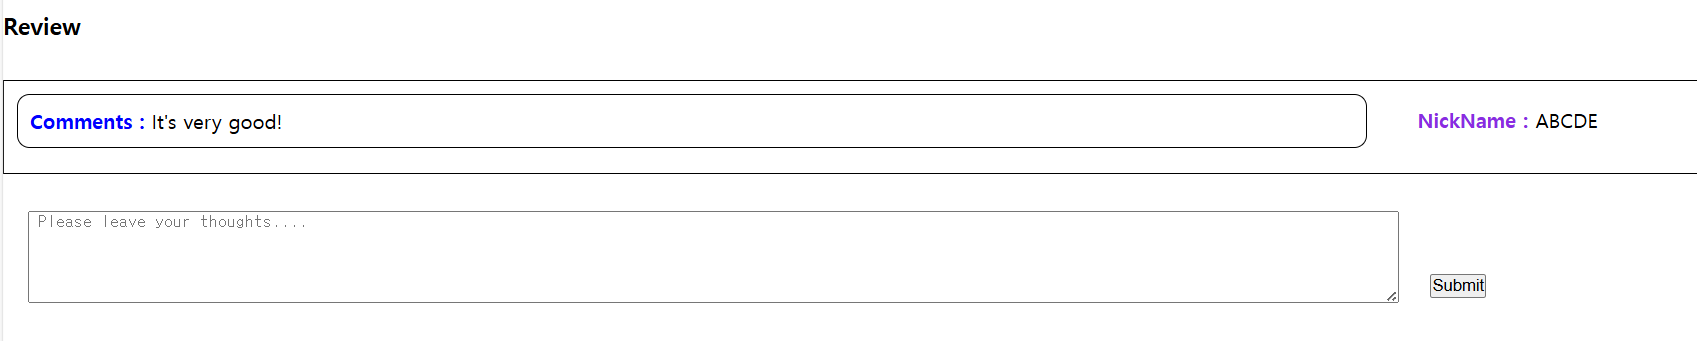 Review
Comments : It's very good! NickName : ABCDE
Please leave your thoughts....
Submit